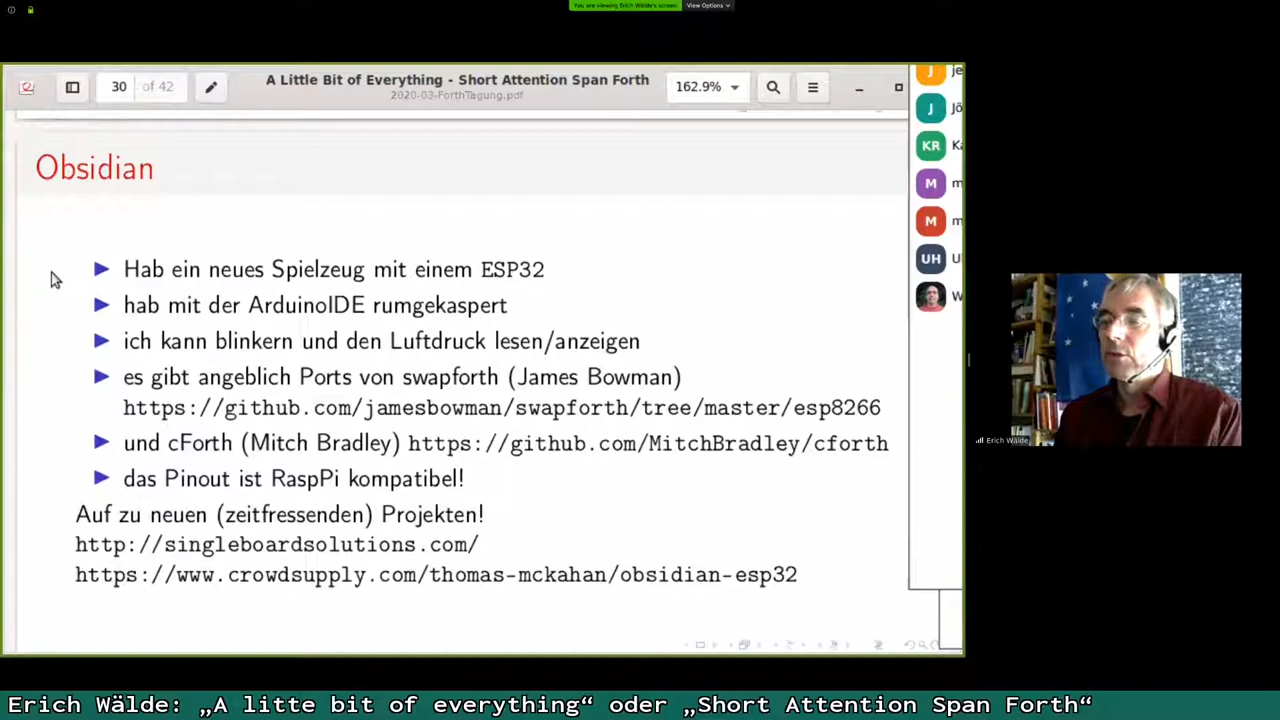 You are viewing Erich Wälde's screen
View Options
30 of 42
A Little Bit of Everything - Short Attention Span Forth
2020-03-ForthTagung.pdf
162.9%
Obsidian
Hab ein neues Spielzeug mit einem ESP32
hab mit der ArduinoIDE rumgekaspert
ich kann blinkern und den Luftdruck lesen/anzeigen
es gibt angeblich Ports von swapforth (James Bowman)
https://github.com/jamesbowman/swapforth/tree/master/esp8266
und cForth (Mitch Bradley) https://github.com/MitchBradley/cforth
das Pinout ist RaspPi kompatibel!
Auf zu neuen (zeitfressenden) Projekten!
http://singleboardsolutions.com/
https://www.crowdsupply.com/thomas-mckahan/obsidian-esp32
J je
J Jö
KR Ka
M m
M m
UH U
W
Erich Wälde
Erich Wälde: „A litte bit of everything“ oder „Short Attention Span Forth“